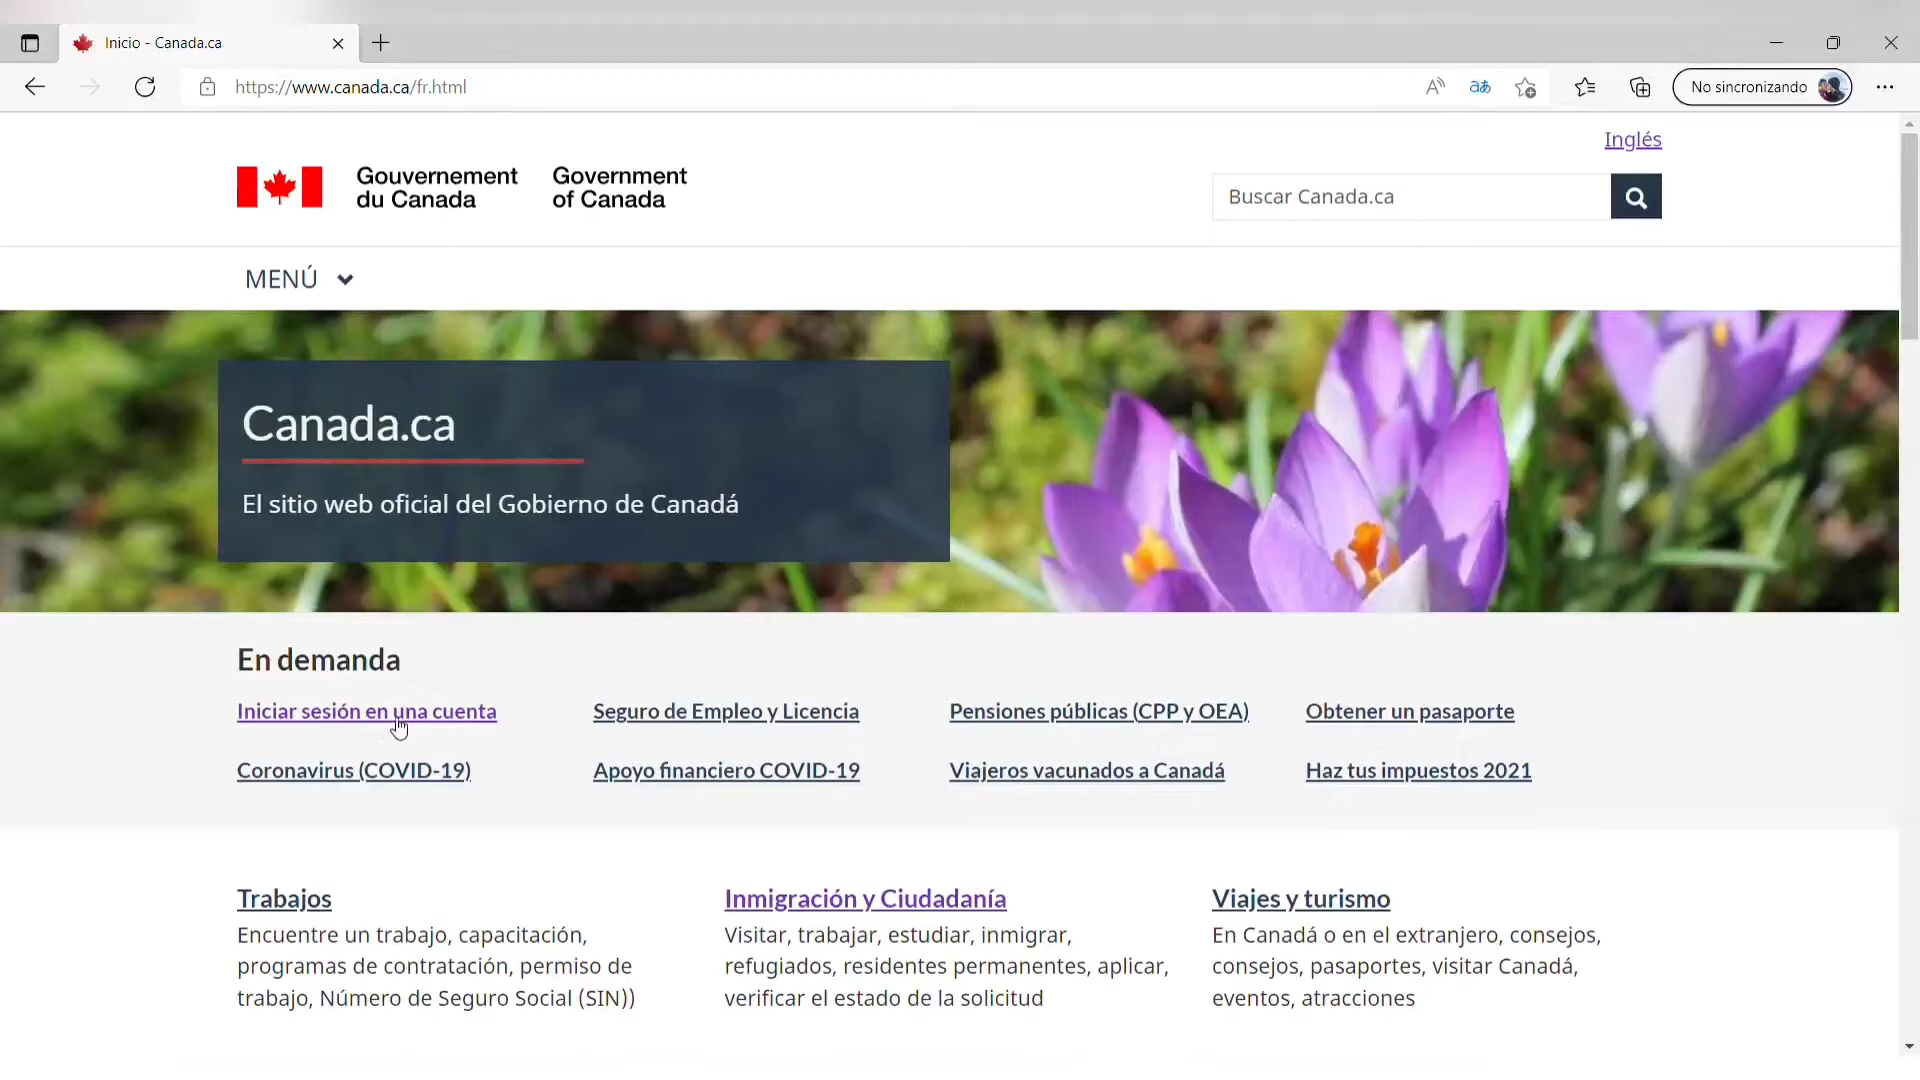 Inicio - Canada.ca
https://www.canada.ca/fr.html
No sincronizando
Inglés
Gouvernement
du Canada
Government
of Canada
Buscar Canada.ca
MENÚ
Canada.ca
El sitio web oficial del Gobierno de Canadá
En demanda
Iniciar sesión en una cuenta
Seguro de Empleo y Licencia
Pensiones públicas (CPP y OEA)
Obtener un pasaporte
Coronavirus (COVID-19)
Apoyo financiero COVID-19
Viajeros vacunados a Canadá
Haz tus impuestos 2021
Trabajos
Encuentre un trabajo, capacitación,
programas de contratación, permiso de
trabajo, Número de Seguro Social (SIN))
Inmigración y Ciudadanía
Visitar, trabajar, estudiar, inmigrar,
refugiados, residentes permanentes, aplicar,
verificar el estado de la solicitud
Viajes y turismo
En Canadá o en el extranjero, consejos,
consejos, pasaportes, visitar Canadá,
eventos, atracciones